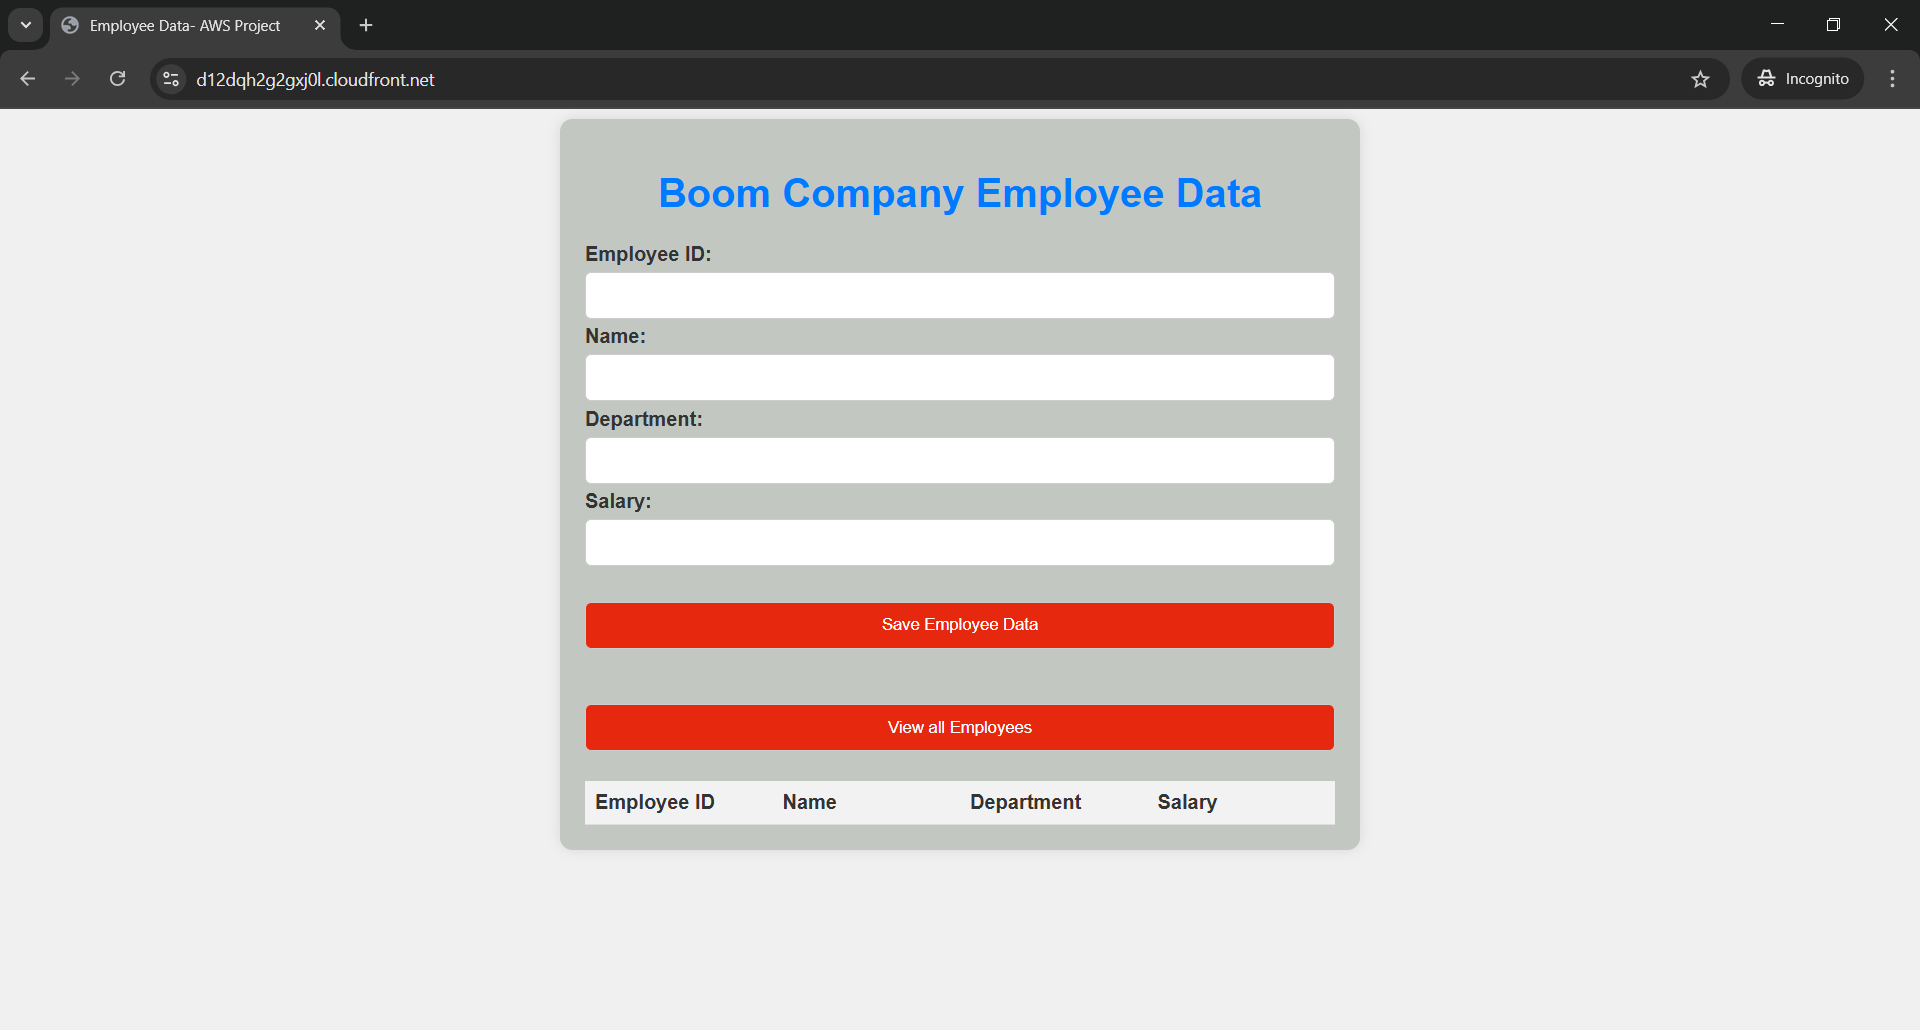 Employee Data- AWS Project
d12dqh2g2gxj0l.cloudfront.net
Incognito
Boom Company Employee Data
Employee ID:
Name:
Department:
Salary:
Save Employee Data
View all Employees
Employee ID Name Department Salary